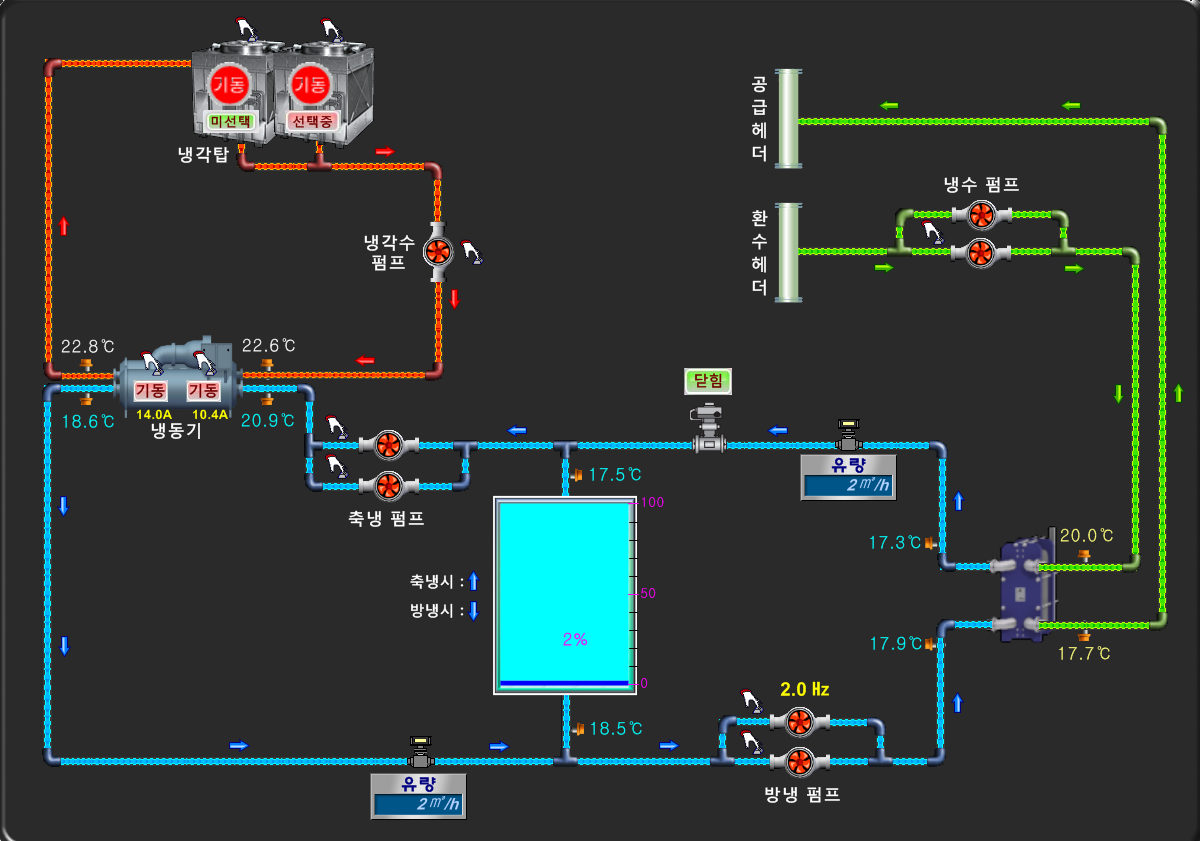 기동
기동
미선택
선택중
냉각탑
공급헤더
냉수 펌프
환수헤더
냉각수
펌프
22.8℃
22.6℃
기동
기동
14.0A
10.4A
18.6℃
20.9℃
냉동기
닫힘
유량
2 m³/h
17.5℃
축냉 펌프
100
50
0
2%
축냉시 :
방냉시 :
17.3℃
20.0℃
17.9℃
17.7℃
2.0 Hz
18.5℃
유량
2 m³/h
방냉 펌프